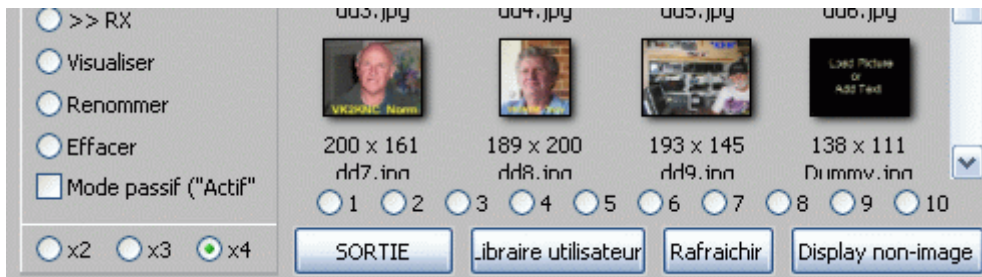 >> RX
Visualiser
Renommer
Effacer
Mode passif ("Actif"
x2 x3 x4
dd3.jpg dd4.jpg dd5.jpg dd6.jpg
VK2KNC Norm
Load Picture
or
Add Text
200 x 161 189 x 200 193 x 145 138 x 111
dd7.jpg dd8.jpg dd9.jpg Dummy.jpg
1 2 3 4 5 6 7 8 9 10
SORTIE Libraire utilisateur Rafraichir Display non-image